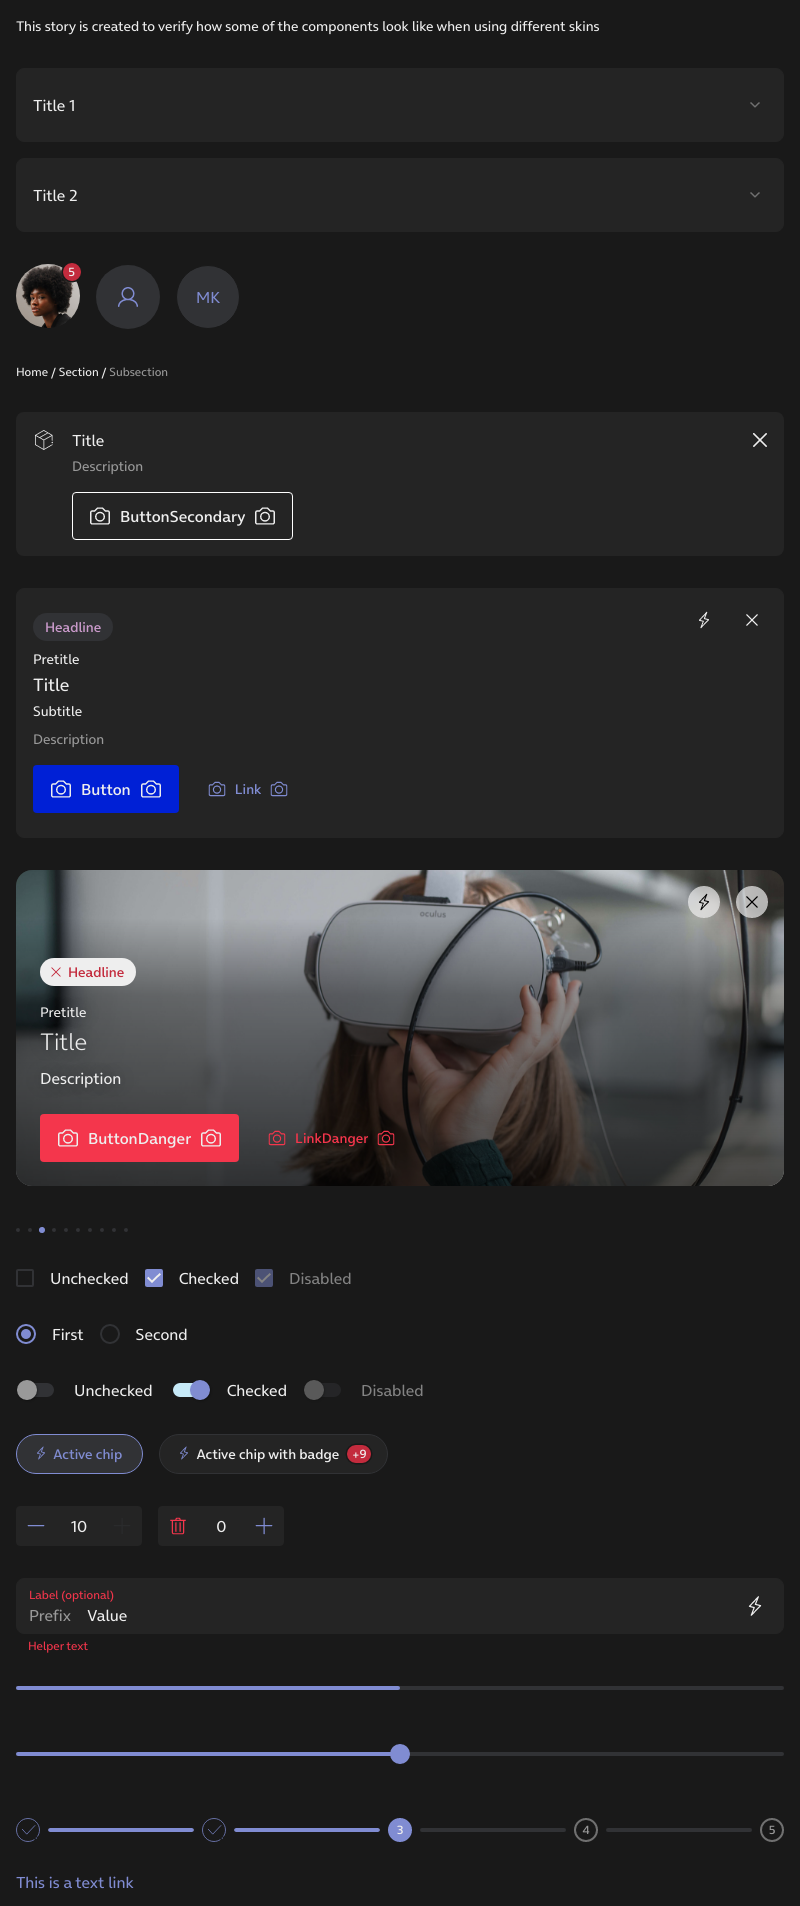 This story is created to verify how some of the components look like when using different skins
Title 1
Title 2
5
MK
Home / Section / Subsection
Title
Description
ButtonSecondary
Headline
Pretitle
Title
Subtitle
Description
Button Link
oculus
Headline
Pretitle
Title
Description
ButtonDanger LinkDanger
Unchecked Checked Disabled
First Second
Unchecked Checked Disabled
Active chip Active chip with badge +9
10 0
Label (optional)
Prefix Value
Helper text
3 4 5
This is a text link